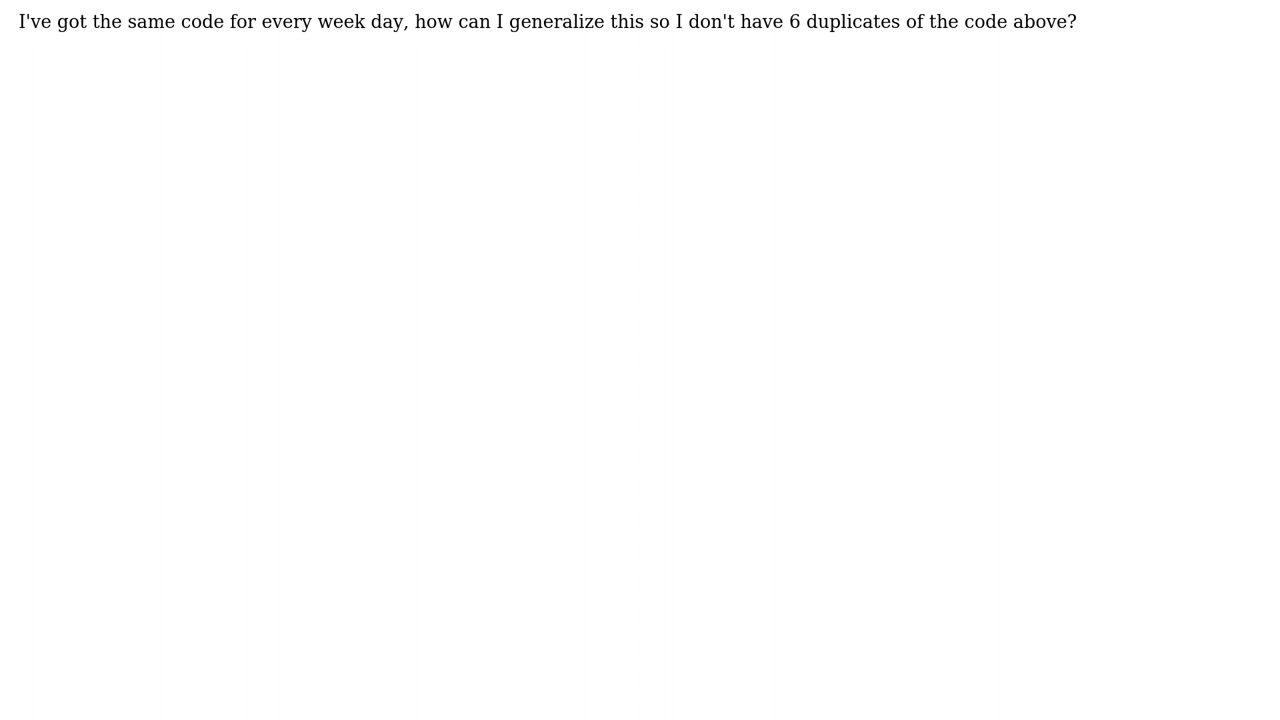 I've got the same code for every week day, how can I generalize this so I don't have 6 duplicates of the code above?